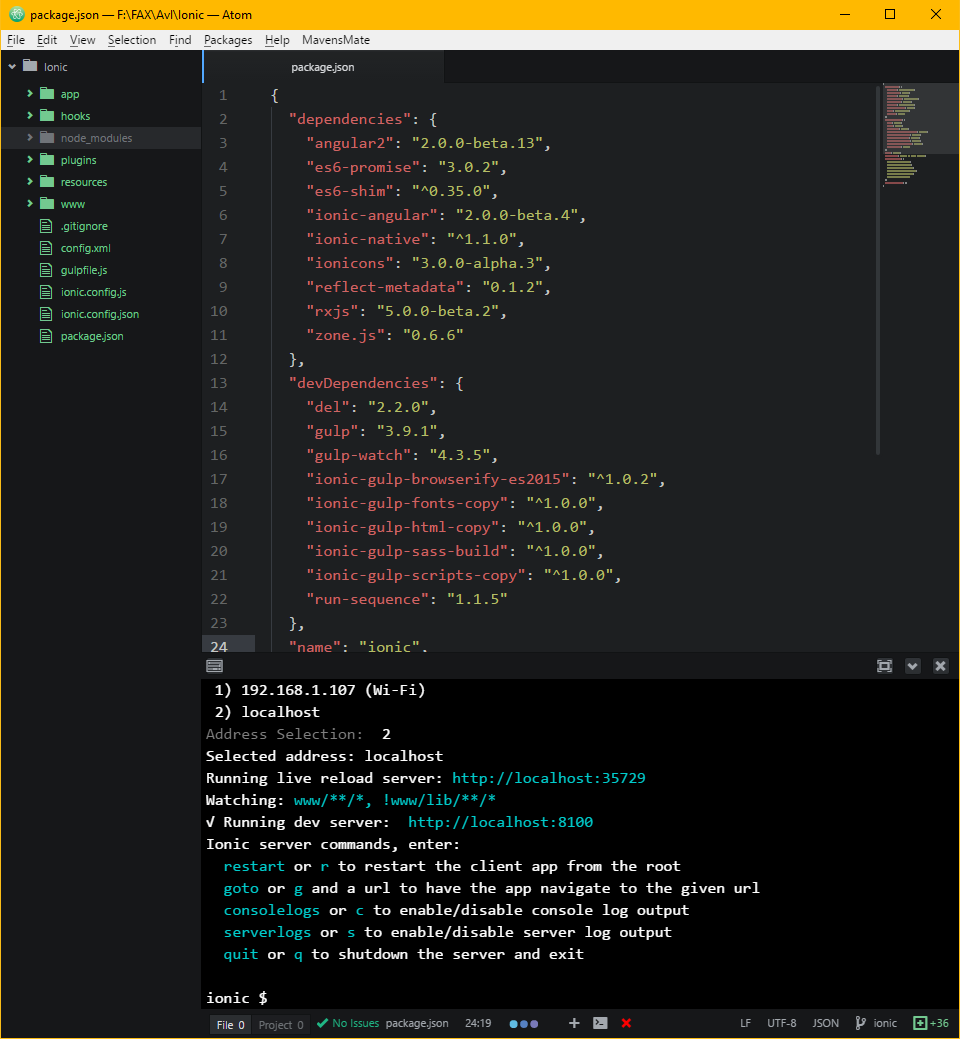 package.json — F:\FAX\Avl\Ionic — Atom
File Edit View Selection Find Packages Help MavensMate
Ionic
app
hooks
node_modules
plugins
resources
www
.gitignore
config.xml
gulpfile.js
ionic.config.js
ionic.config.json
package.json
package.json
1 {
2 "dependencies": {
3 "angular2": "2.0.0-beta.13",
4 "es6-promise": "3.0.2",
5 "es6-shim": "^0.35.0",
6 "ionic-angular": "2.0.0-beta.4",
7 "ionic-native": "^1.1.0",
8 "ionicons": "3.0.0-alpha.3",
9 "reflect-metadata": "0.1.2",
10 "rxjs": "5.0.0-beta.2",
11 "zone.js": "0.6.6"
12 },
13 "devDependencies": {
14 "del": "2.2.0",
15 "gulp": "3.9.1",
16 "gulp-watch": "4.3.5",
17 "ionic-gulp-browserify-es2015": "^1.0.2",
18 "ionic-gulp-fonts-copy": "^1.0.0",
19 "ionic-gulp-html-copy": "^1.0.0",
20 "ionic-gulp-sass-build": "^1.0.0",
21 "ionic-gulp-scripts-copy": "^1.0.0",
22 "run-sequence": "1.1.5"
23 },
24 "name": "ionic",
1) 192.168.1.107 (Wi-Fi)
2) localhost
Address Selection: 2
Selected address: localhost
Running live reload server: http://localhost:35729
Watching: www/**/*, !www/lib/**/*
√ Running dev server: http://localhost:8100
Ionic server commands, enter:
restart or r to restart the client app from the root
goto or g and a url to have the app navigate to the given url
consolelogs or c to enable/disable console log output
serverlogs or s to enable/disable server log output
quit or q to shutdown the server and exit
ionic $
File 0 Project 0 No Issues package.json 24:19 LF UTF-8 JSON ionic +36